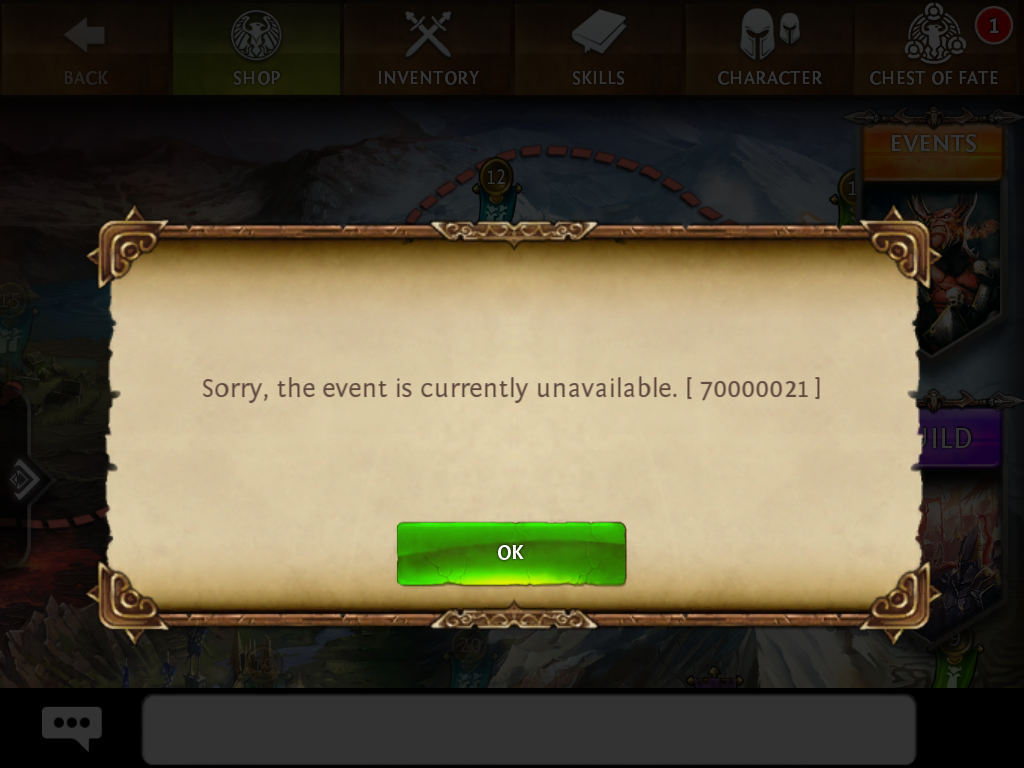 BACK
SHOP
INVENTORY
SKILLS
CHARACTER
CHEST OF FATE
1
EVENTS
12
Sorry, the event is currently unavailable. [ 70000021 ]
OK